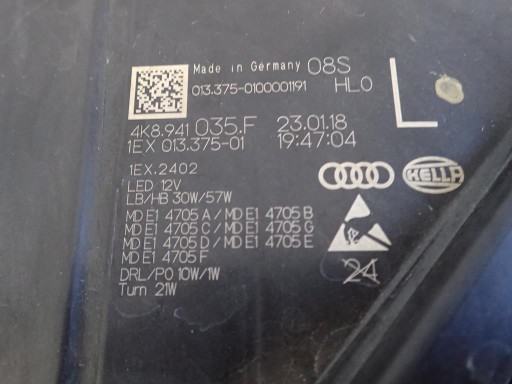 Made in Germany 08S
013.375-0100001191 HL0
L
4K8.941 035.F 23.01.18
1EX 013.375-01 19:47:04
1EX.2402
LED 12V
LB/HB 30W/57W
HELLA
MD E1 4705 A / MD E1 4705 B
MD E1 4705 C / MD E1 4705 G
MD E1 4705 D / MD E1 4705 E
MD E1 4705 F
DRL/PO 10W/1W
24
Turn 21W